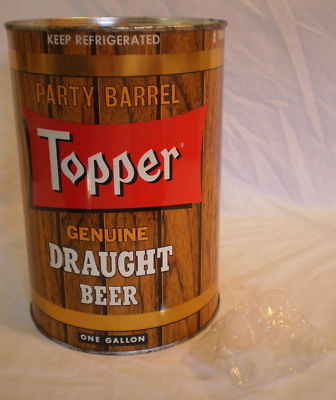 KEEP REFRIGERATED
PARTY BARREL
Topper
GENUINE
DRAUGHT
BEER
ONE GALLON